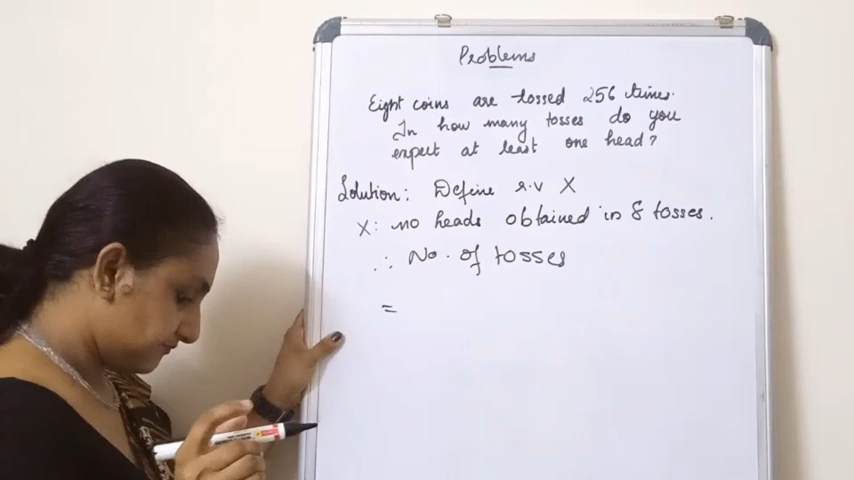 Problems
Eight coins are tossed 256 times.
In how many tosses do you
expect at least one head?
Solution: Define r.v X
X: no heads obtained in 8 tosses.
∴ No. of tosses
=